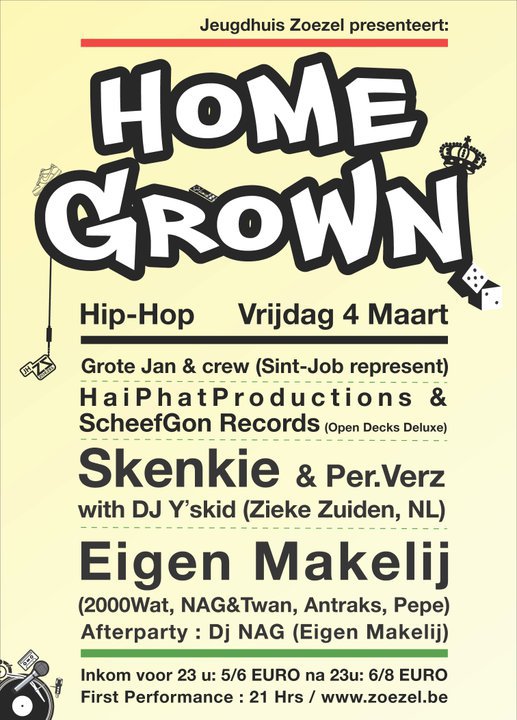 Jeugdhuis Zoezel presenteert:
HOME
GROWN
Hip-Hop Vrijdag 4 Maart
Grote Jan & crew (Sint-Job represent)
HaiPhatProductions &
ScheefGon Records (Open Decks Deluxe)
Skenkie & Per.Verz
with DJ Y'skid (Zieke Zuiden, NL)
Eigen Makelij
(2000Wat, NAG&Twan, Antraks, Pepe)
Afterparty : Dj NAG (Eigen Makelij)
Inkom voor 23 u: 5/6 EURO na 23u: 6/8 EURO
First Performance : 21 Hrs / www.zoezel.be